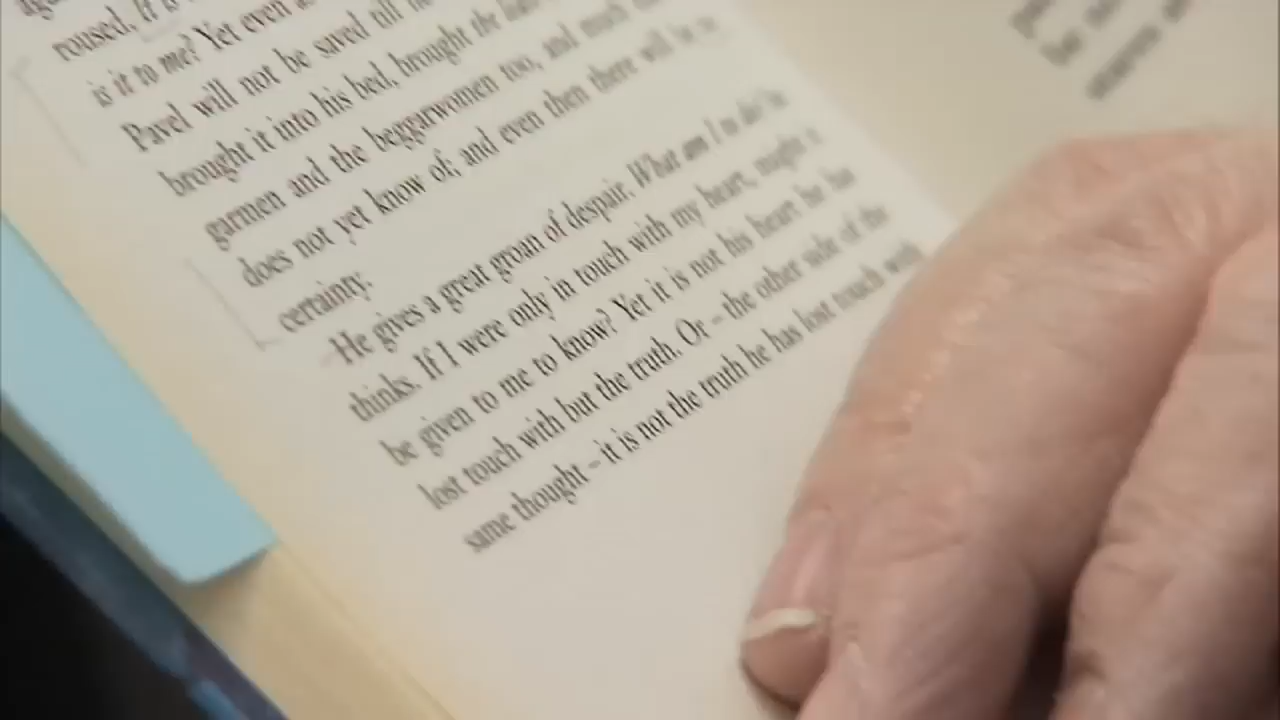 roused. It is
is it to me? Yet even as
Pavel will not be saved till he
brought it into his bed, brought the
garmen and the beggarwomen too, and much
does not yet know of; and even then there will be no
certainty.
He gives a great groan of despair. What am I to do? he
thinks. If I were only in touch with my heart, might it
be given to me to know? Yet it is not his heart he has
lost touch with but the truth. Or – the other side of the
same thought – it is not the truth he has lost touch with